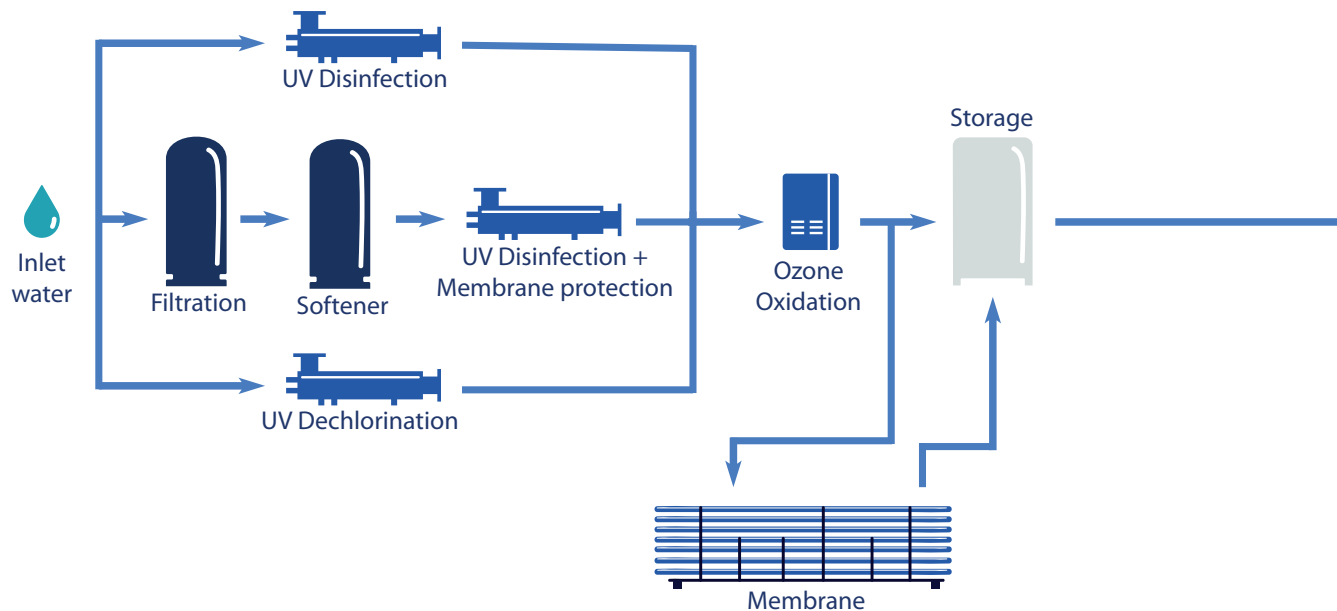 UV Disinfection
Storage
Inlet
water
Filtration
Softener
UV Disinfection +
Membrane protection
Ozone
Oxidation
UV Dechlorination
Membrane